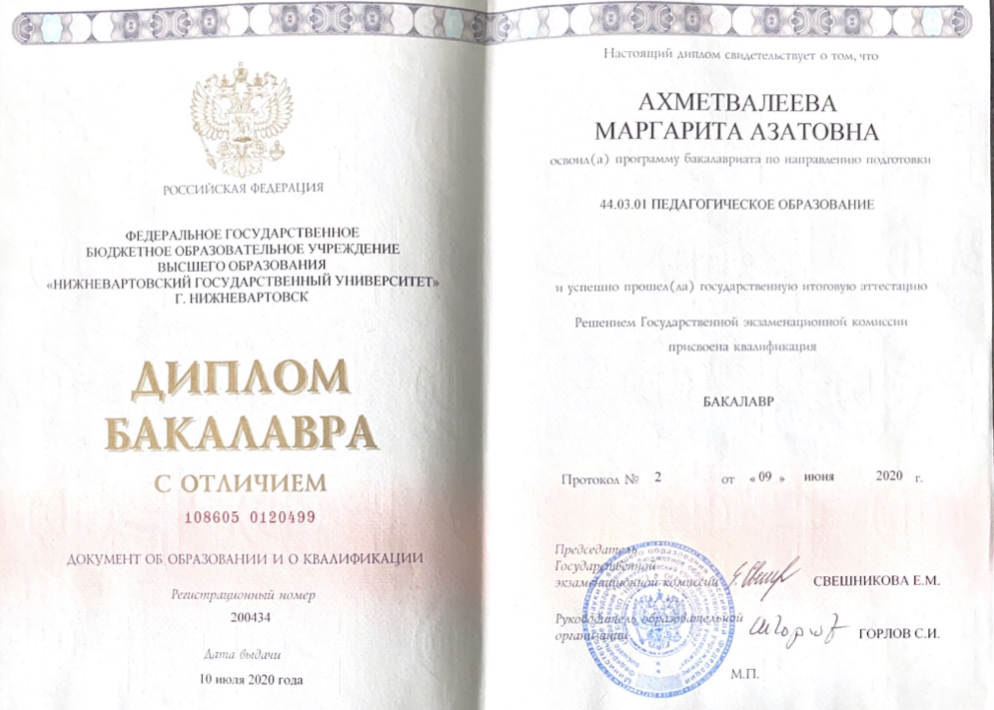 РОССИЙСКАЯ ФЕДЕРАЦИЯ
ФЕДЕРАЛЬНОЕ ГОСУДАРСТВЕННОЕ
БЮДЖЕТНОЕ ОБРАЗОВАТЕЛЬНОЕ УЧРЕЖДЕНИЕ
ВЫСШЕГО ОБРАЗОВАНИЯ
«НИЖНЕВАРТОВСКИЙ ГОСУДАРСТВЕННЫЙ УНИВЕРСИТЕТ»
Г. НИЖНЕВАРТОВСК
ДИПЛОМ
БАКАЛАВРА
С ОТЛИЧИЕМ
108605 0120499
ДОКУМЕНТ ОБ ОБРАЗОВАНИИ И О КВАЛИФИКАЦИИ
Регистрационный номер
200434
Дата выдачи
10 июля 2020 года
Настоящий диплом свидетельствует о том, что
АХМЕТВАЛЕЕВА
МАРГАРИТА АЗАТОВНА
освоил(а) программу бакалавриата по направлению подготовки
44.03.01 ПЕДАГОГИЧЕСКОЕ ОБРАЗОВАНИЕ
и успешно прошел(ла) государственную итоговую аттестацию
Решением Государственной экзаменационной комиссии
присвоена квалификация
БАКАЛАВР
Протокол № 2 от « 09 » июня 2020 г.
Председатель
Государственной
экзаменационной комиссии СВЕШНИКОВА Е.М.
Руководитель образовательной
организации ГОРЛОВ С.И.
М.П.